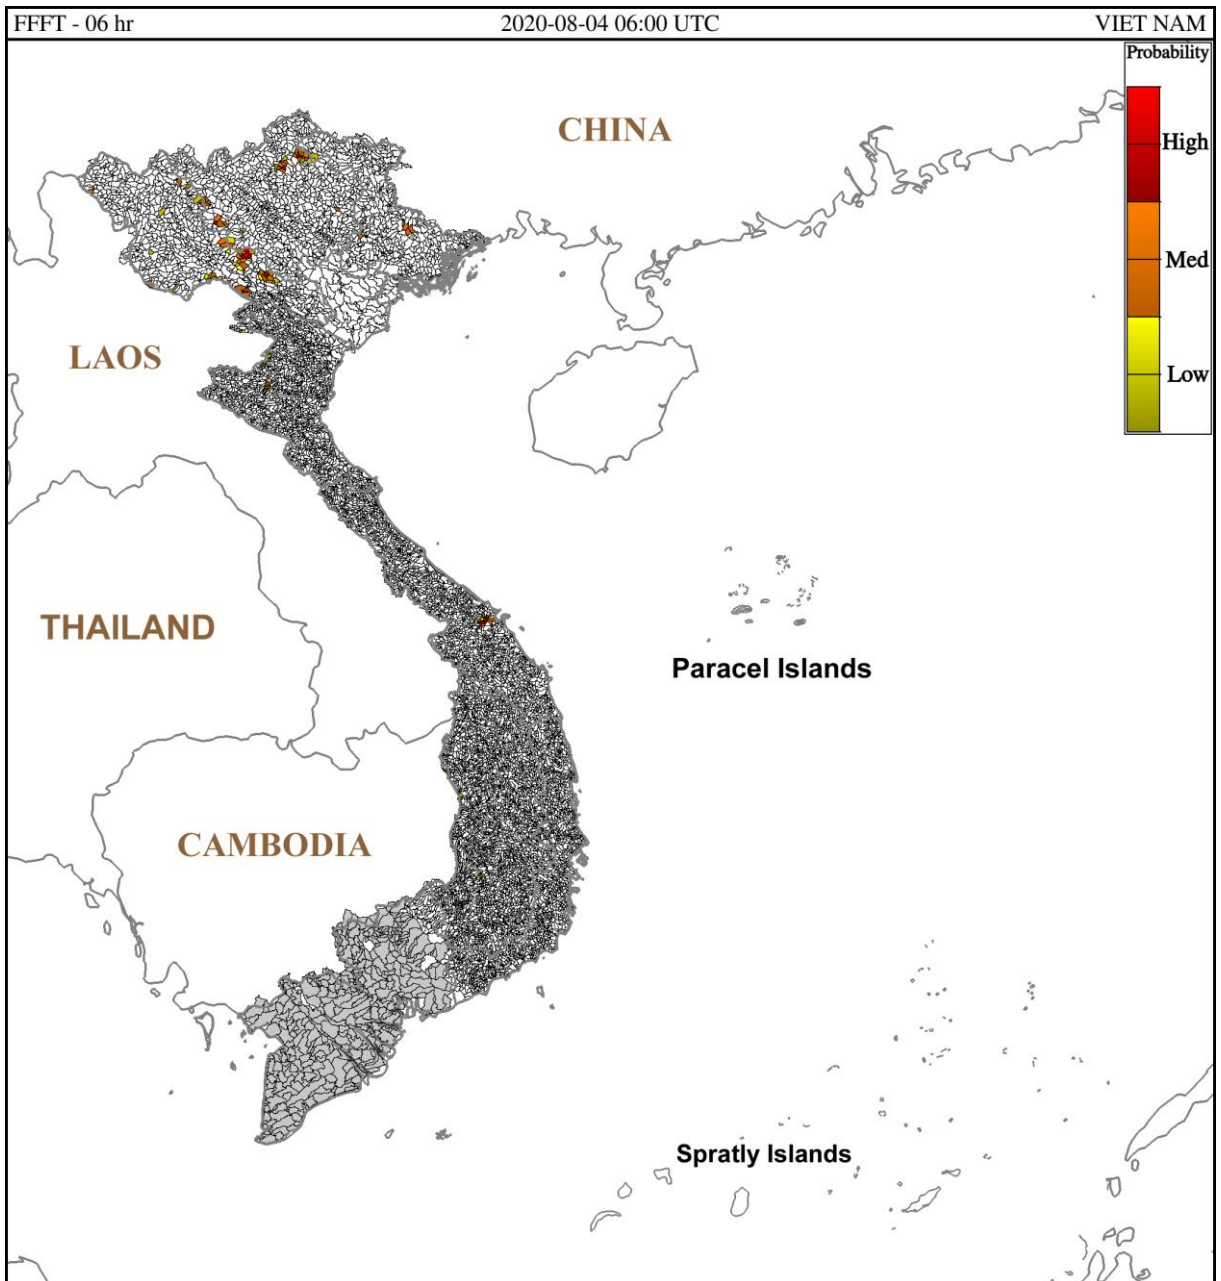 FFFT - 06 hr 2020-08-04 06:00 UTC VIET NAM
Probability
High
Med
Low
CHINA
LAOS
THAILAND
Paracel Islands
CAMBODIA
Spratly Islands